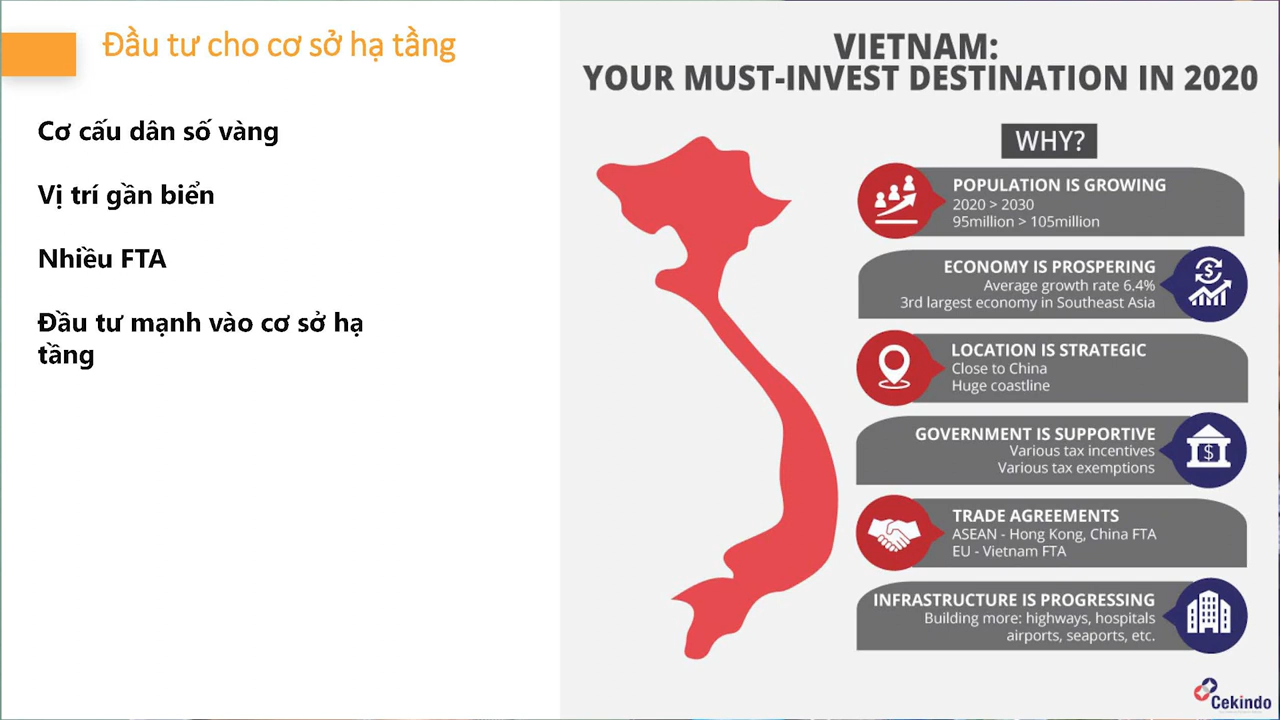 Đầu tư cho cơ sở hạ tầng
Cơ cấu dân số vàng
Vị trí gần biển
Nhiều FTA
Đầu tư mạnh vào cơ sở hạ
tầng
VIETNAM:
YOUR MUST-INVEST DESTINATION IN 2020
WHY?
POPULATION IS GROWING
2020 > 2030
95million > 105million
ECONOMY IS PROSPERING
Average growth rate 6.4%
3rd largest economy in Southeast Asia
LOCATION IS STRATEGIC
Close to China
Huge coastline
GOVERNMENT IS SUPPORTIVE
Various tax incentives
Various tax exemptions
TRADE AGREEMENTS
ASEAN - Hong Kong, China FTA
EU - Vietnam FTA
INFRASTRUCTURE IS PROGRESSING
Building more: highways, hospitals
airports, seaports, etc.
Cekindo